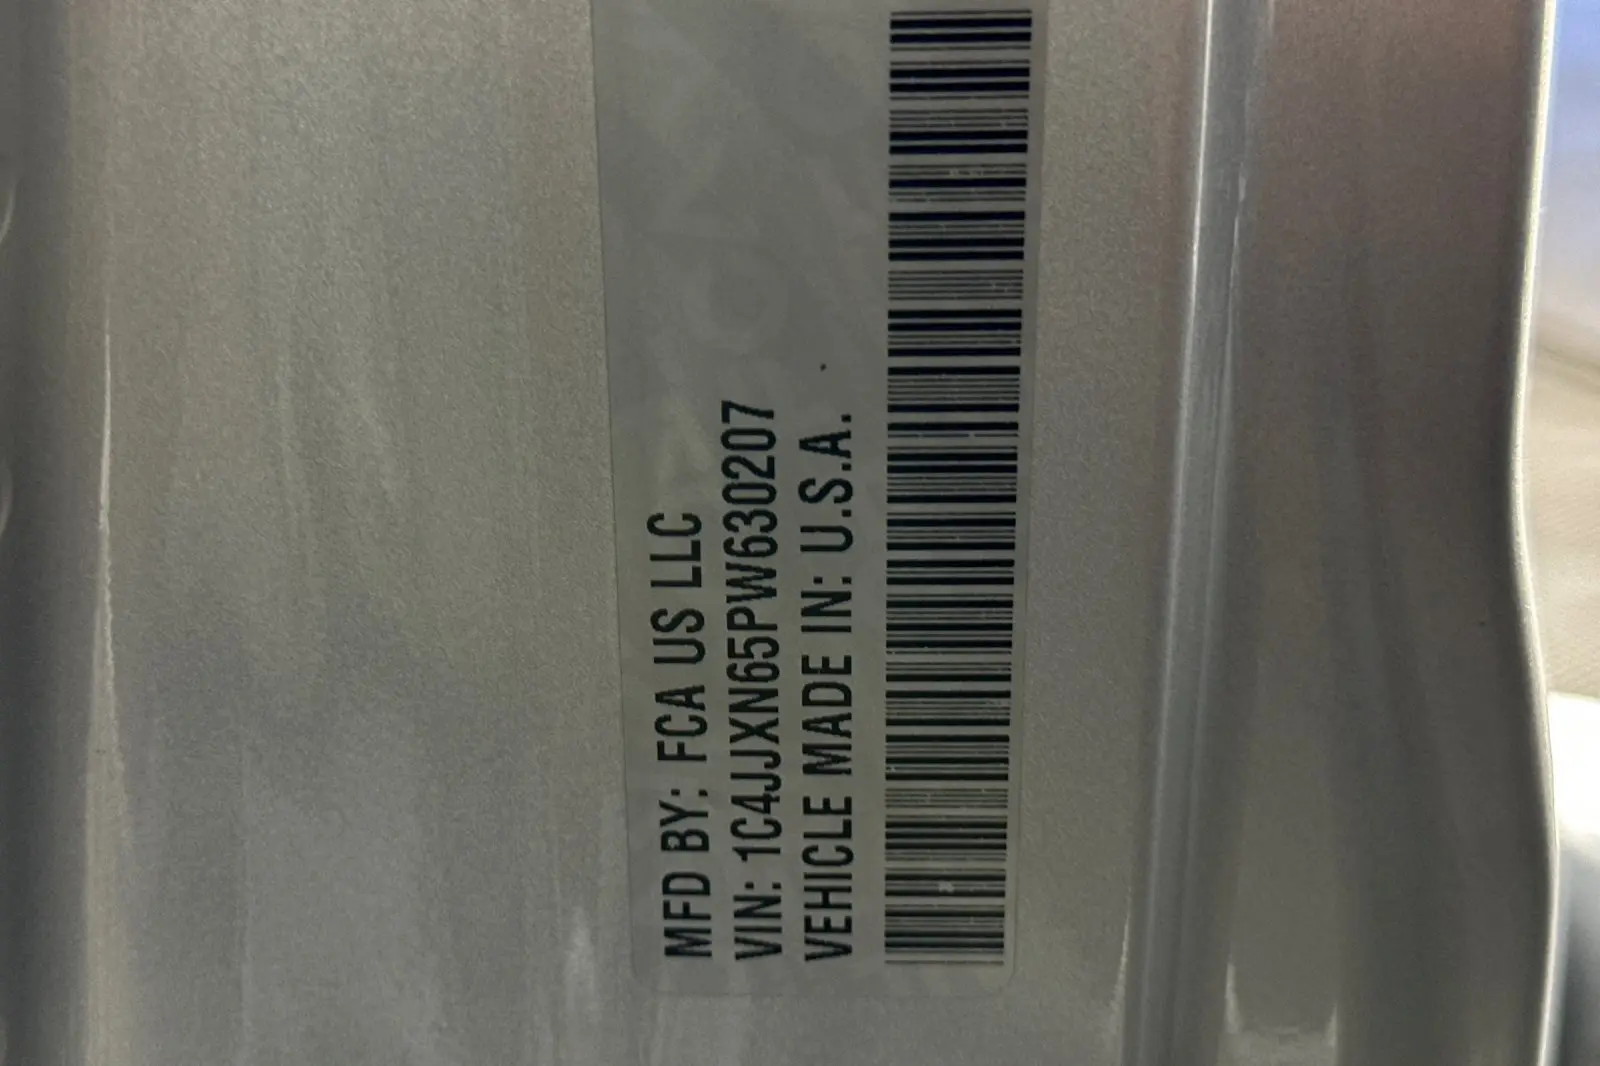 MFD BY: FCA US LLC
VIN: 1C4JJXN65PW630207
VEHICLE MADE IN: U.S.A.